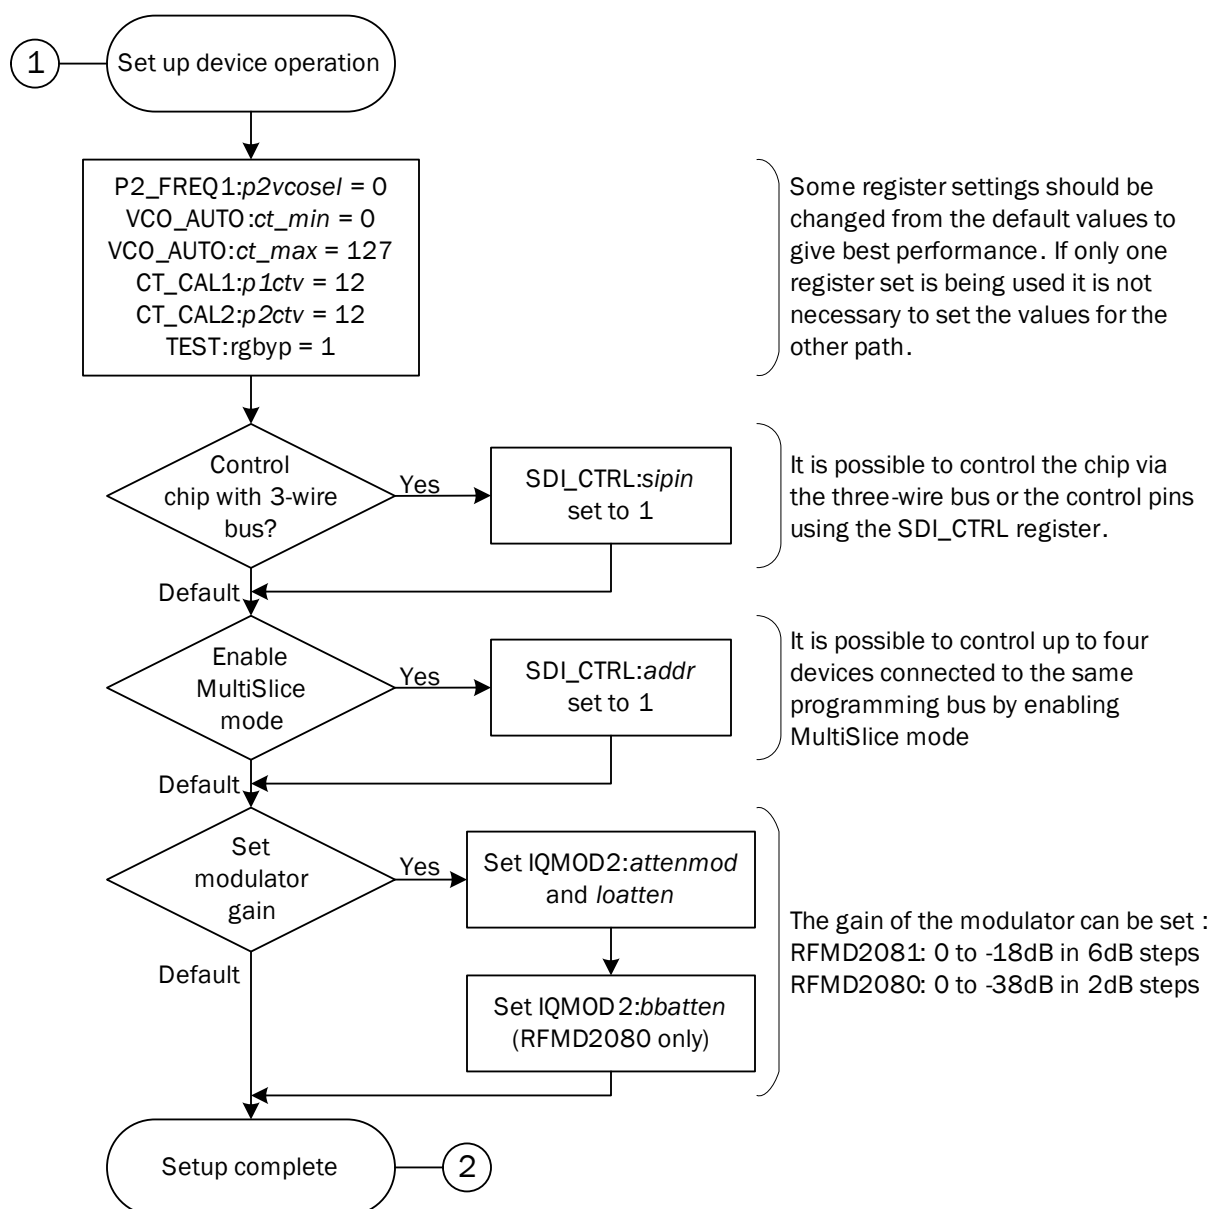 1
Set up device operation
P2_FREQ1:p2vcosel = 0
VCO_AUTO:ct_min = 0
VCO_AUTO:ct_max = 127
CT_CAL1:p1ctv = 12
CT_CAL2:p2ctv = 12
TEST:rgbyp = 1
Some register settings should be
changed from the default values to
give best performance. If only one
register set is being used it is not
necessary to set the values for the
other path.
Control
chip with 3-wire
bus?
Yes
SDI_CTRL:sipin
set to 1
It is possible to control the chip via
the three-wire bus or the control pins
using the SDI_CTRL register.
Default
Enable
MultiSlice
mode
Yes
SDI_CTRL:addr
set to 1
It is possible to control up to four
devices connected to the same
programming bus by enabling
MultiSlice mode
Default
Set
modulator
gain
Yes
Set IQMOD2:attenmod
and loatten
Default
Set IQMOD2:bbatten
(RFMD2080 only)
The gain of the modulator can be set :
RFMD2081: 0 to -18dB in 6dB steps
RFMD2080: 0 to -38dB in 2dB steps
Setup complete
2